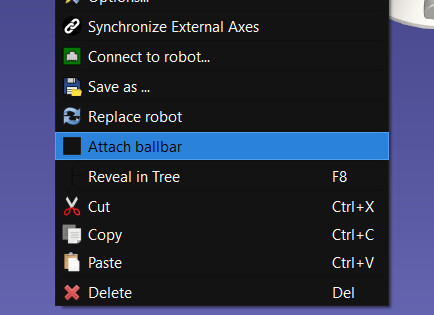 Options...
Synchronize External Axes
Connect to robot...
Save as ...
Replace robot
Attach ballbar
Reveal in Tree F8
Cut Ctrl+X
Copy Ctrl+C
Paste Ctrl+V
Delete Del